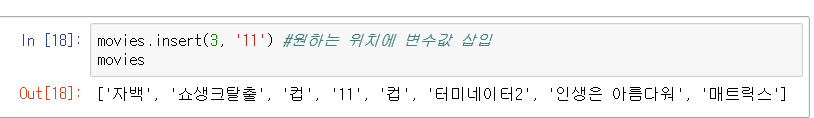 In [18]: movies.insert(3, '11') #원하는 위치에 변수값 삽입
movies
Out[18]: ['자백', '쇼생크탈출', '컵', '11', '컵', '터미네이터2', '인생은 아름다워', '매트릭스']